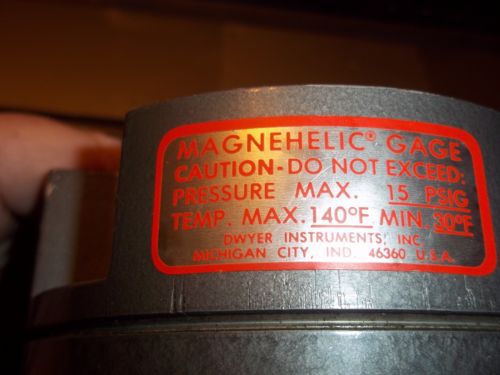 MAGNEHELIC® GAGE
CAUTION-DO NOT EXCEED:
PRESSURE MAX. 15 PSIG
TEMP. MAX. 140°F MIN. 30°F
DWYER INSTRUMENTS, INC.
MICHIGAN CITY, IND. 46360 U.S.A.